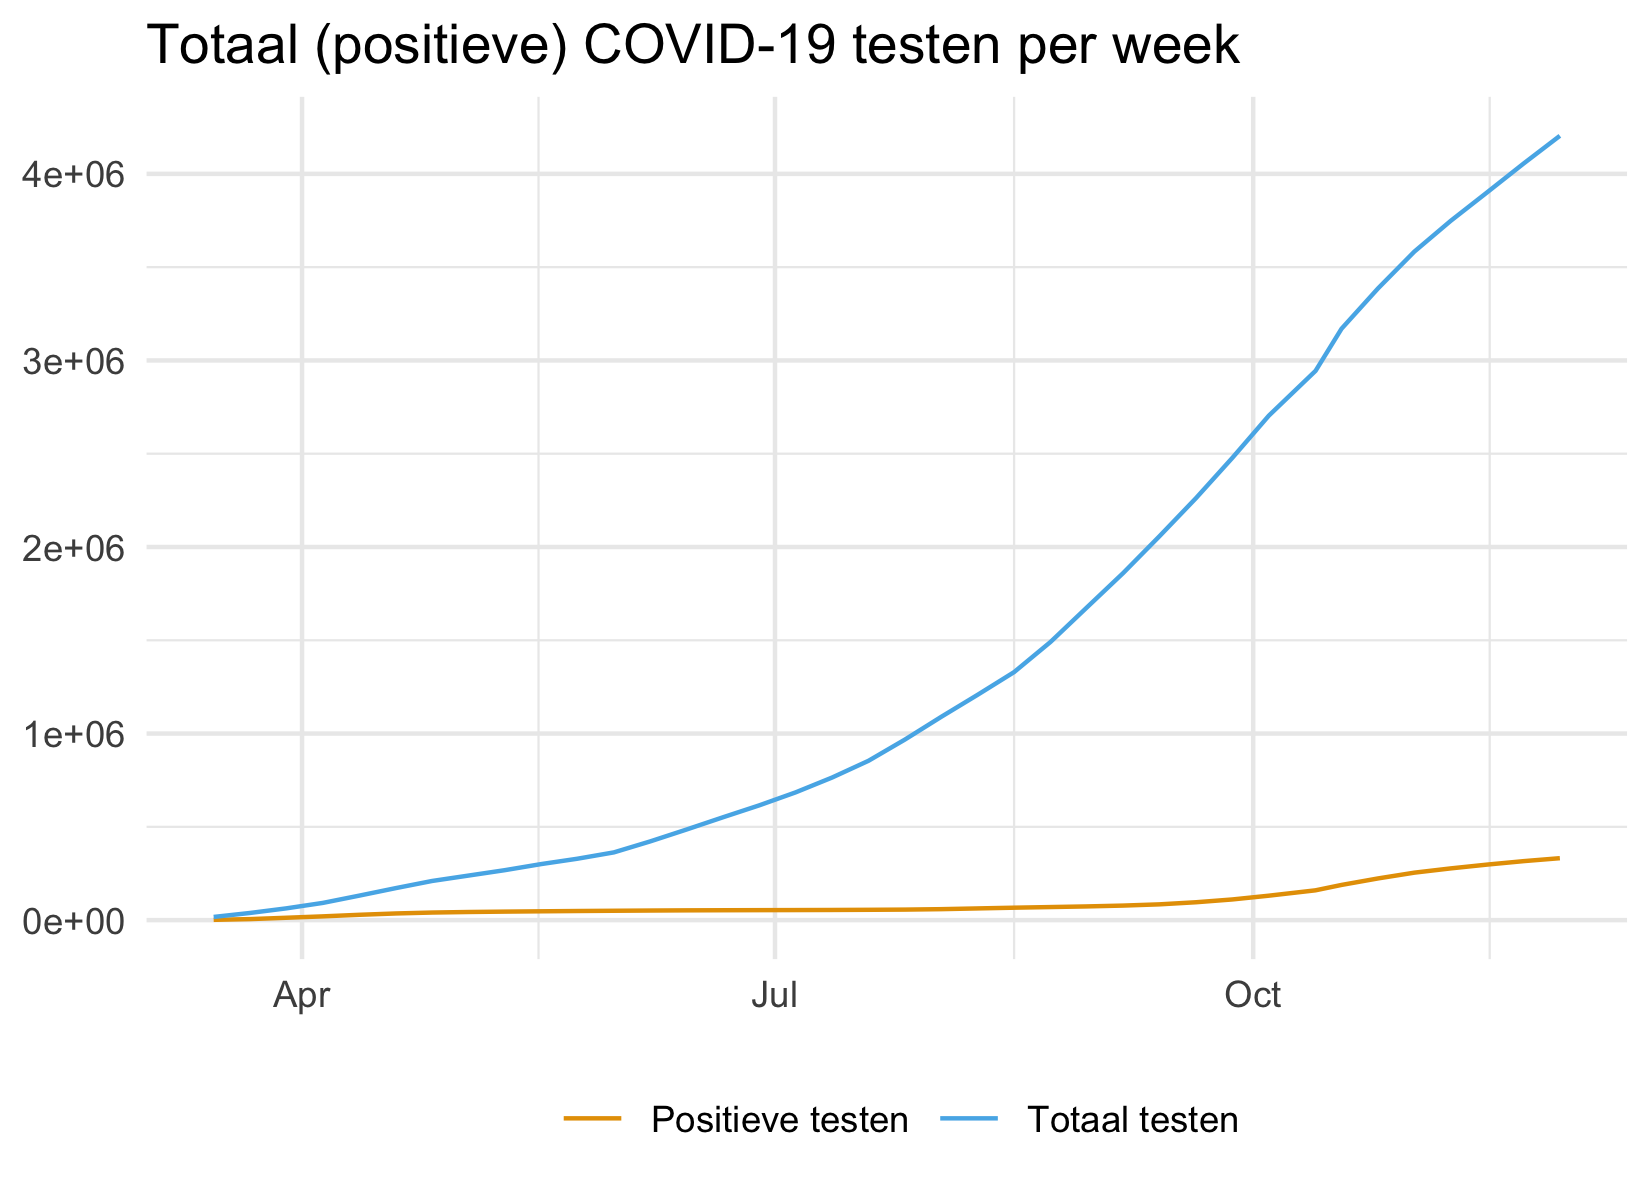 Totaal (positieve) COVID-19 testen per week
4e+06
3e+06
2e+06
1e+06
0e+00
Apr Jul Oct
Positieve testen Totaal testen